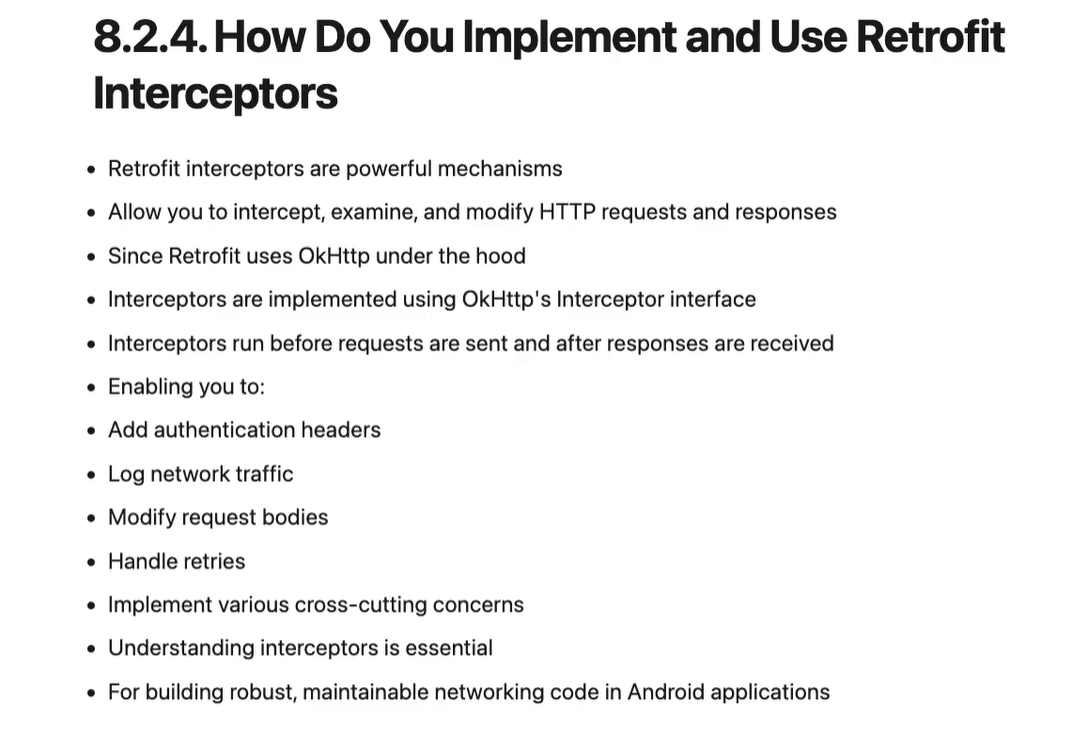 8.2.4. How Do You Implement and Use Retrofit
Interceptors
• Retrofit interceptors are powerful mechanisms
• Allow you to intercept, examine, and modify HTTP requests and responses
• Since Retrofit uses OkHttp under the hood
• Interceptors are implemented using OkHttp's Interceptor interface
• Interceptors run before requests are sent and after responses are received
• Enabling you to:
• Add authentication headers
• Log network traffic
• Modify request bodies
• Handle retries
• Implement various cross-cutting concerns
• Understanding interceptors is essential
• For building robust, maintainable networking code in Android applications